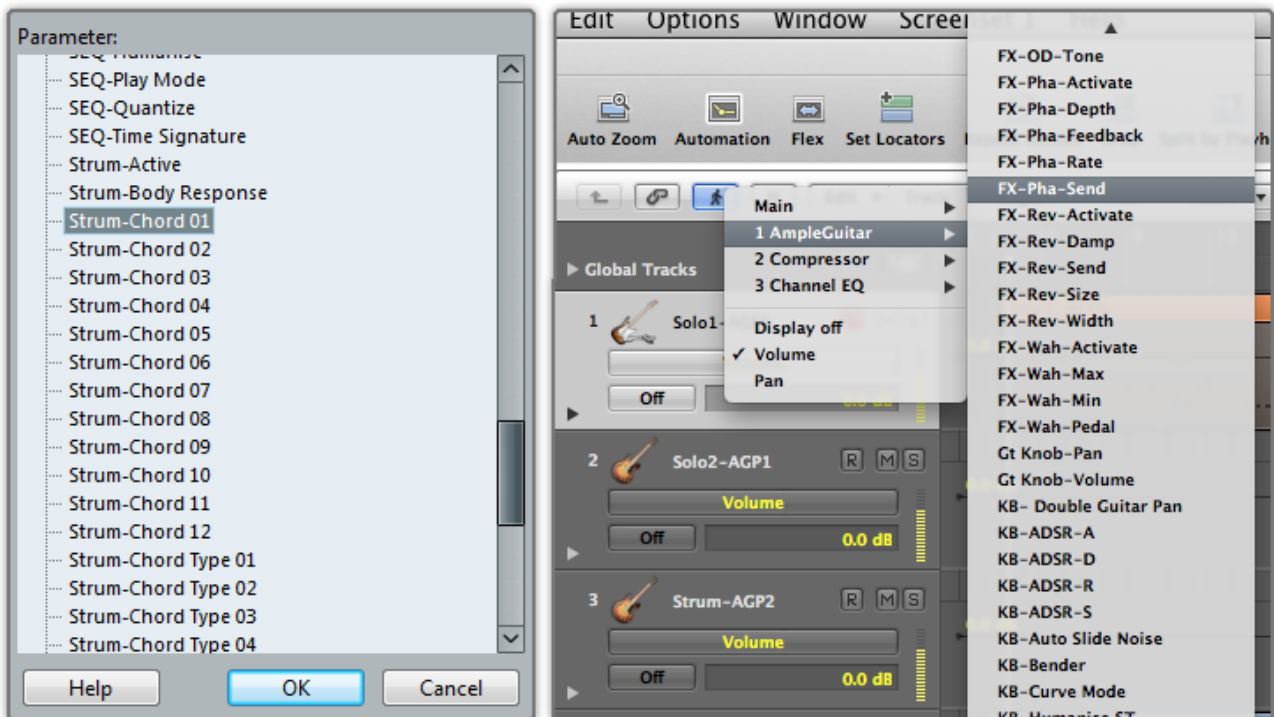 Parameter:
SEQ-Humanise
SEQ-Play Mode
SEQ-Quantize
SEQ-Time Signature
Strum-Active
Strum-Body Response
Strum-Chord 01
Strum-Chord 02
Strum-Chord 03
Strum-Chord 04
Strum-Chord 05
Strum-Chord 06
Strum-Chord 07
Strum-Chord 08
Strum-Chord 09
Strum-Chord 10
Strum-Chord 11
Strum-Chord 12
Strum-Chord Type 01
Strum-Chord Type 02
Strum-Chord Type 03
Strum-Chord Type 04
Help
OK
Cancel
Edit Options Window Screenset 1 Help
Auto Zoom
Automation
Flex
Set Locators
Main
1 AmpleGuitar
2 Compressor
3 Channel EQ
Display off
✓ Volume
Pan
Global Tracks
1
Solo1-
Off
2
Solo2-AGP1
R M S
Volume
Off
0.0 dB
3
Strum-AGP2
R M S
Volume
Off
0.0 dB
FX-OD-Tone
FX-Pha-Activate
FX-Pha-Depth
FX-Pha-Feedback
FX-Pha-Rate
FX-Pha-Send
FX-Rev-Activate
FX-Rev-Damp
FX-Rev-Send
FX-Rev-Size
FX-Rev-Width
FX-Wah-Activate
FX-Wah-Max
FX-Wah-Min
FX-Wah-Pedal
Gt Knob-Pan
Gt Knob-Volume
KB- Double Guitar Pan
KB-ADSR-A
KB-ADSR-D
KB-ADSR-R
KB-ADSR-S
KB-Auto Slide Noise
KB-Bender
KB-Curve Mode
KB-Humanise ST